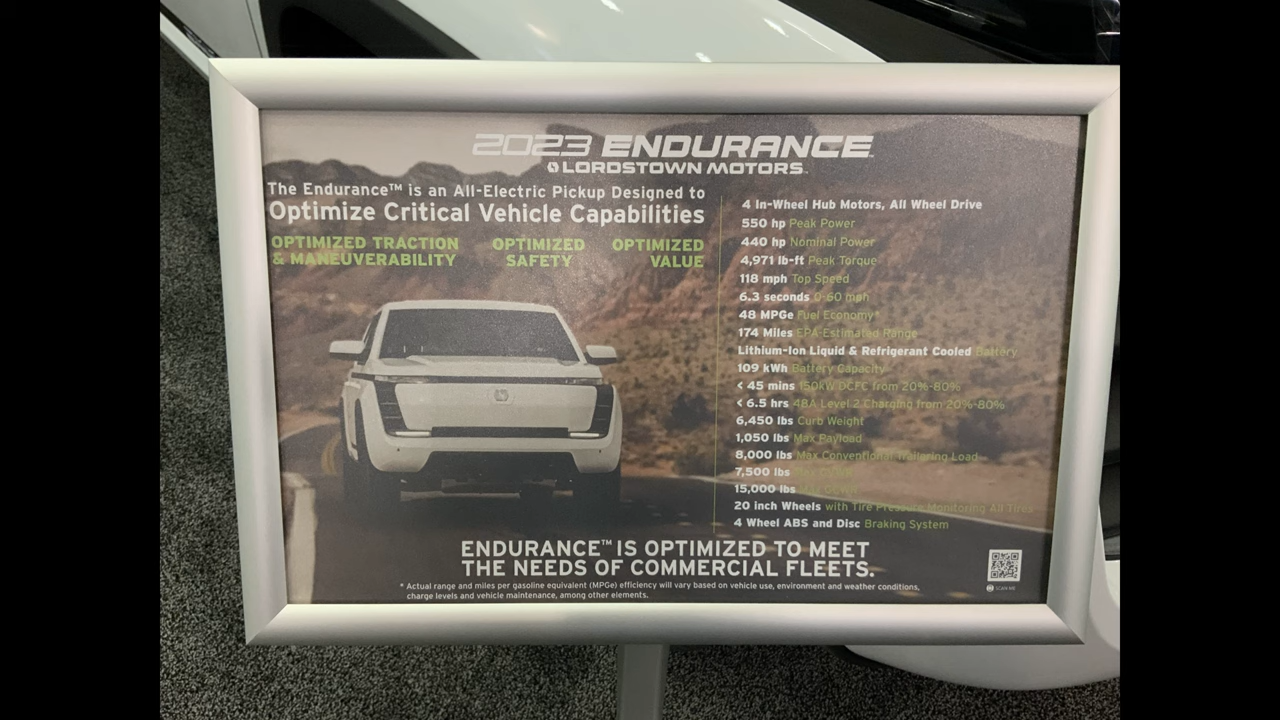 2023 ENDURANCE™
LORDSTOWN MOTORS™
The Endurance™ is an All-Electric Pickup Designed to
Optimize Critical Vehicle Capabilities
OPTIMIZED TRACTION
& MANEUVERABILITY
OPTIMIZED
SAFETY
OPTIMIZED
VALUE
4 In-Wheel Hub Motors, All Wheel Drive
550 hp Peak Power
440 hp Nominal Power
4,971 lb-ft Peak Torque
118 mph Top Speed
6.3 seconds 0-60 mph
48 MPGe Fuel Economy*
174 Miles EPA-Estimated Range
Lithium-Ion Liquid & Refrigerant Cooled Battery
109 kWh Battery Capacity
< 45 mins 150kW DCFC from 20%-80%
< 6.5 hrs 48A Level 2 Charging from 20%-80%
6,450 lbs Curb Weight
1,050 lbs Max Payload
8,000 lbs Max Conventional Trailering Load
7,500 lbs
15,000 lbs
20 inch Wheels with Tire Pressure Monitoring All Tires
4 Wheel ABS and Disc Braking System
ENDURANCE™ IS OPTIMIZED TO MEET
THE NEEDS OF COMMERCIAL FLEETS.
* Actual range and miles per gasoline equivalent (MPGe) efficiency will vary based on vehicle use, environment and weather conditions,
charge levels and vehicle maintenance, among other elements.
SCAN ME